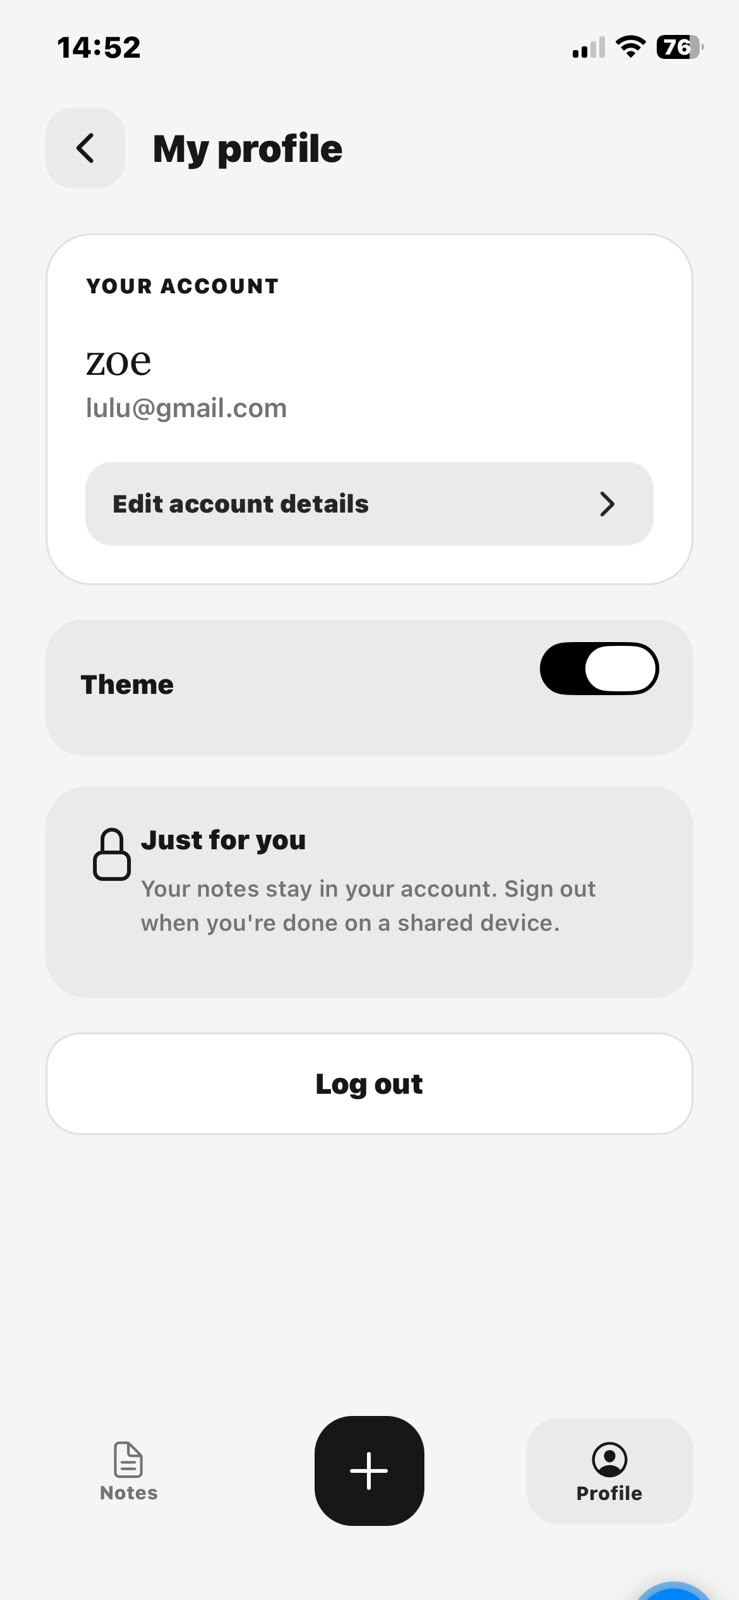 14:52
76
My profile
YOUR ACCOUNT
zoe
lulu@gmail.com
Edit account details
Theme
Just for you
Your notes stay in your account. Sign out
when you're done on a shared device.
Log out
Notes
Profile